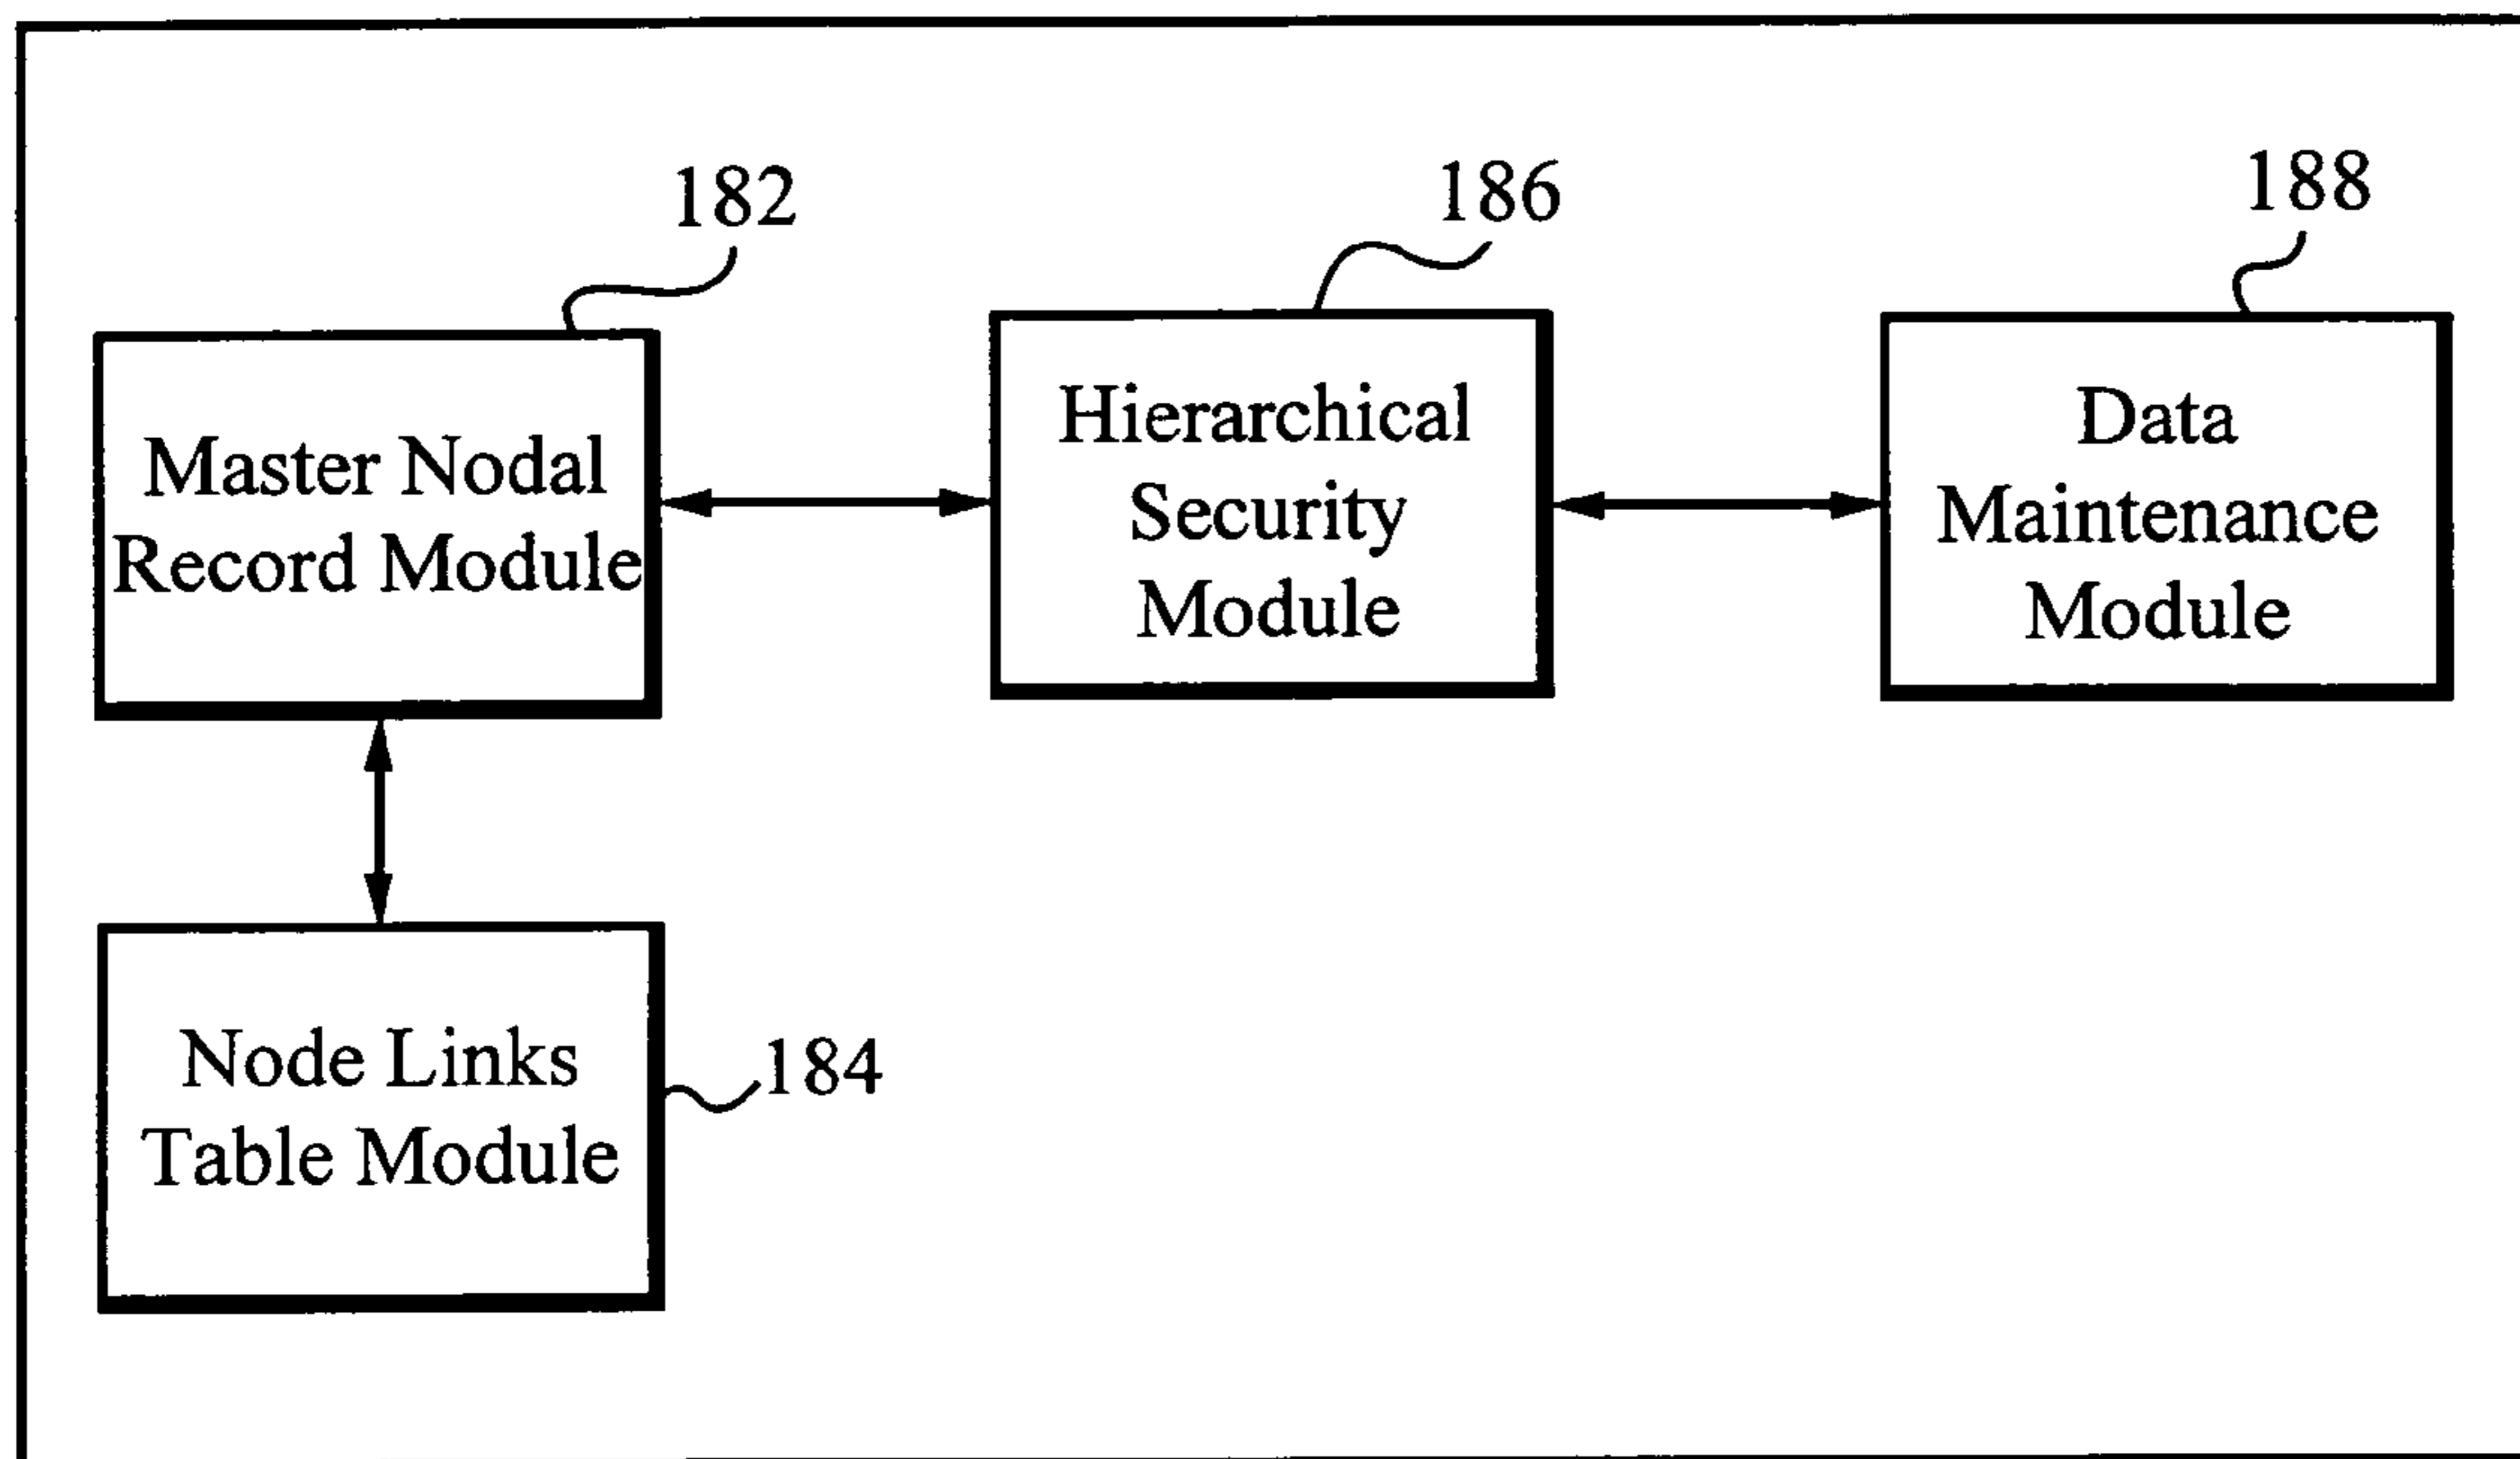 182
186
188
Master Nodal
Record Module
Hierarchical
Security
Module
Data
Maintenance
Module
Node Links
Table Module
184